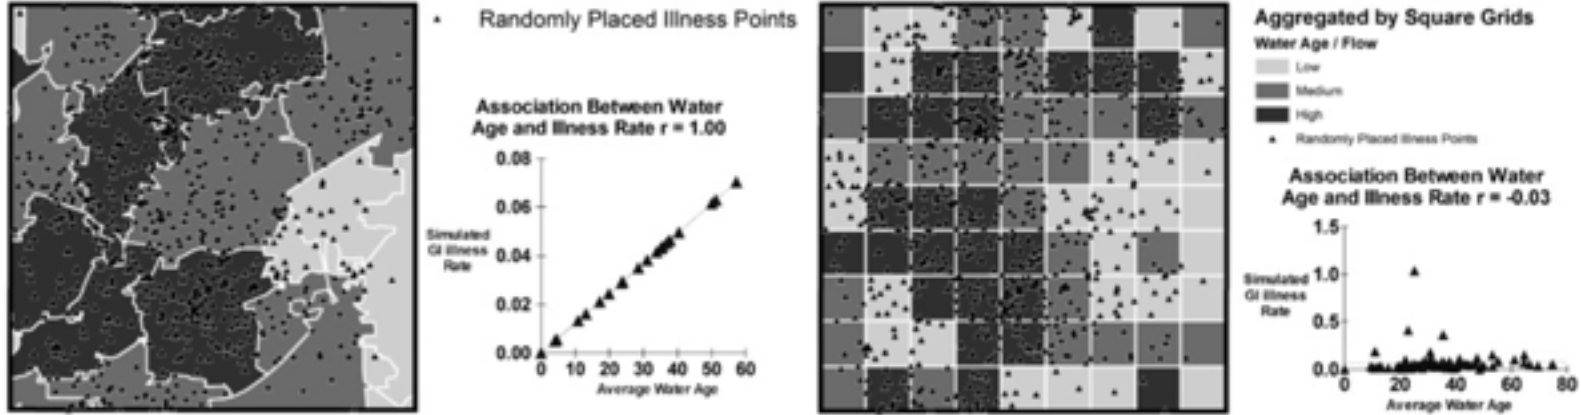 Randomly Placed Illness Points
Association Between Water
Age and Illness Rate r = 1.00
0.08
0.06
0.04
0.02
0.00
Simulated
GI Illness
Rate
0 10 20 30 40 50 60
Average Water Age
Aggregated by Square Grids
Water Age / Flow
Low
Medium
High
Randomly Placed Illness Points
Association Between Water
Age and Illness Rate r = -0.03
1.5
1.0
0.5
0.0
Simulated
GI Illness
Rate
0 20 40 60 80
Average Water Age